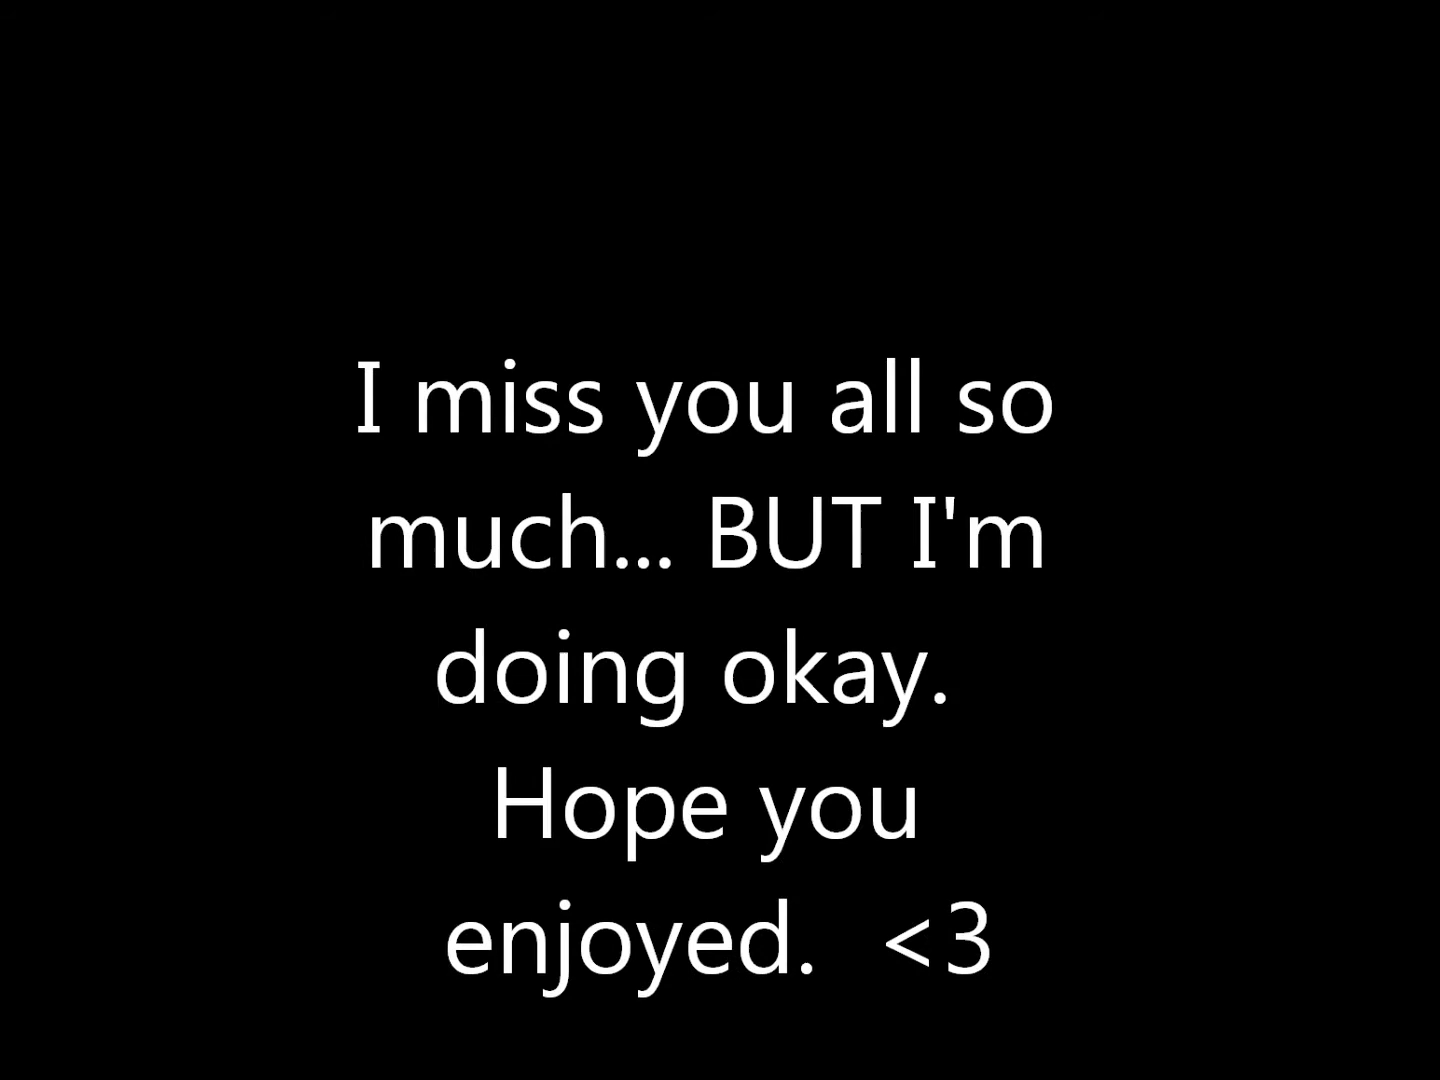 I miss you all so
much... BUT I'm
doing okay.
Hope you
enjoyed.  <3